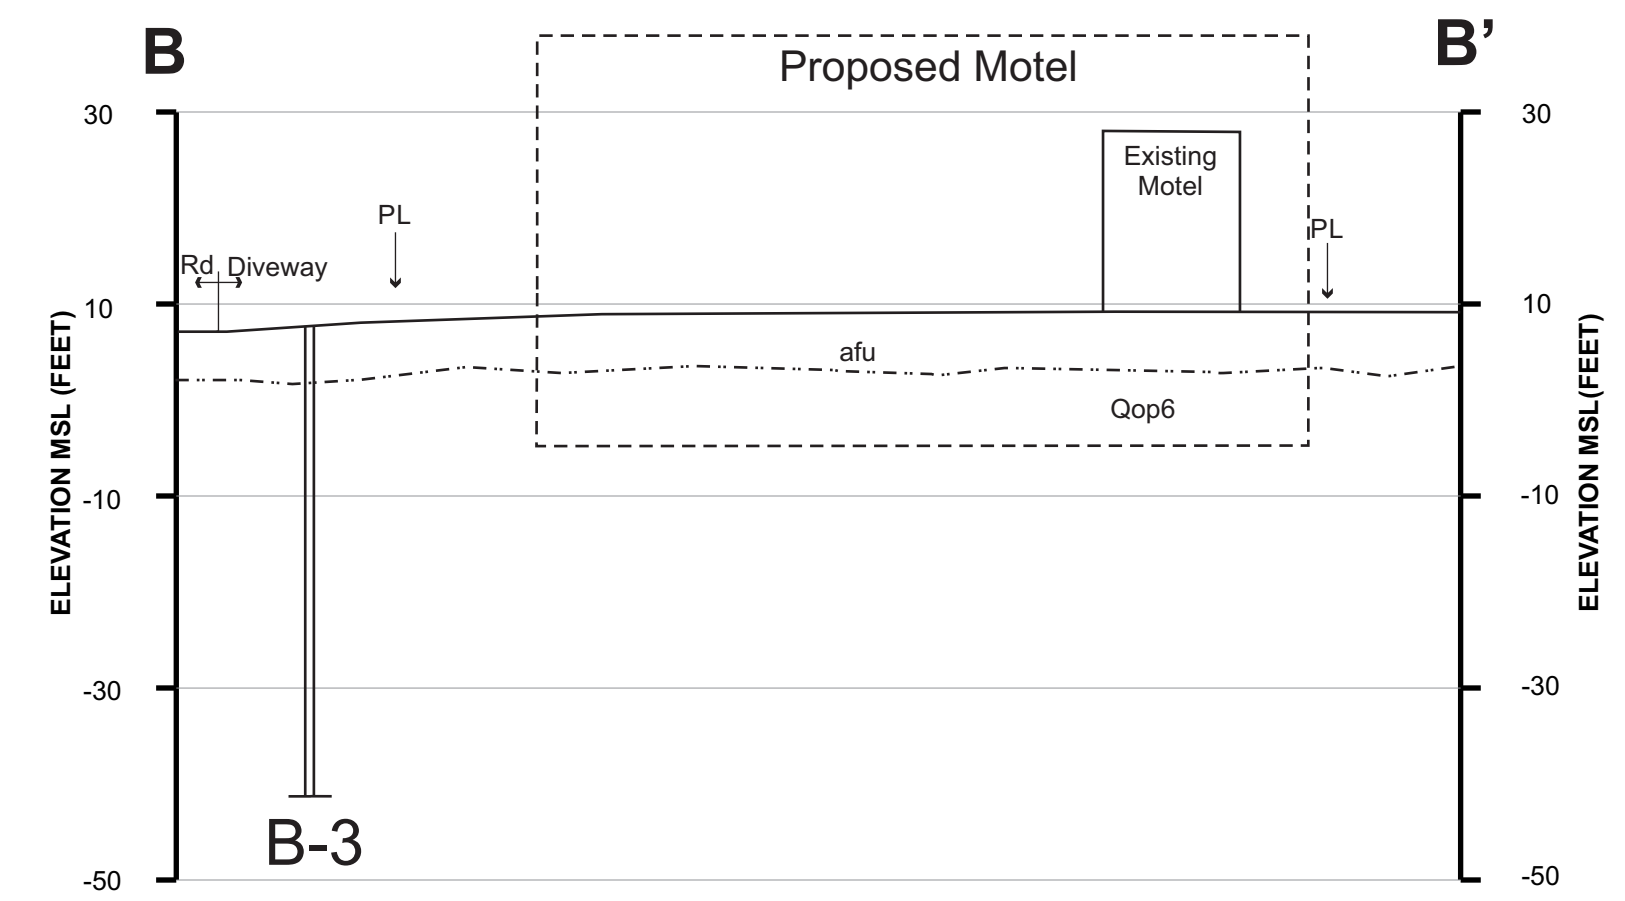 B
B’
Proposed Motel
30
30
Existing
Motel
PL
PL
Rd
Diveway
10
10
afu
Qop6
ELEVATION MSL (FEET)
ELEVATION MSL(FEET)
-10
-10
-30
-30
B-3
-50
-50